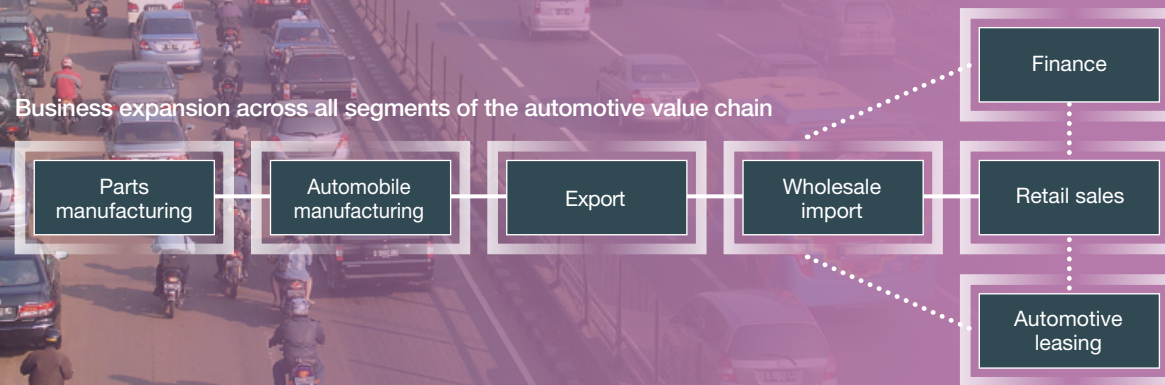 Business expansion across all segments of the automotive value chain
Parts
manufacturing
Automobile
manufacturing
Export
Wholesale
import
Finance
Retail sales
Automotive
leasing